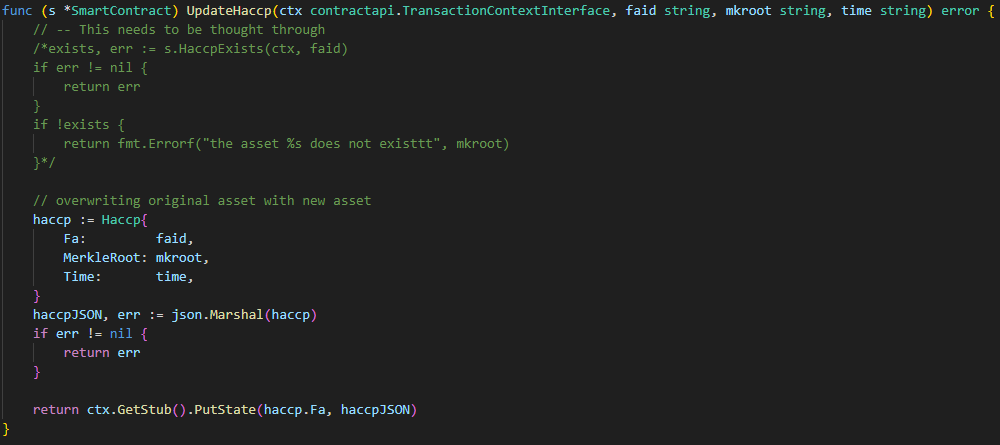 func (s *SmartContract) UpdateHaccp(ctx contractapi.TransactionContextInterface, faid string, mkroot string, time string) error {
    // -- This needs to be thought through
    /*exists, err := s.HaccpExists(ctx, faid)
    if err != nil {
        return err
    }
    if !exists {
        return fmt.Errorf("the asset %s does not existtt", mkroot)
    }*/

    // overwriting original asset with new asset
    haccp := Haccp{
        Fa:         faid,
        MerkleRoot: mkroot,
        Time:       time,
    }
    haccpJSON, err := json.Marshal(haccp)
    if err != nil {
        return err
    }

    return ctx.GetStub().PutState(haccp.Fa, haccpJSON)
}